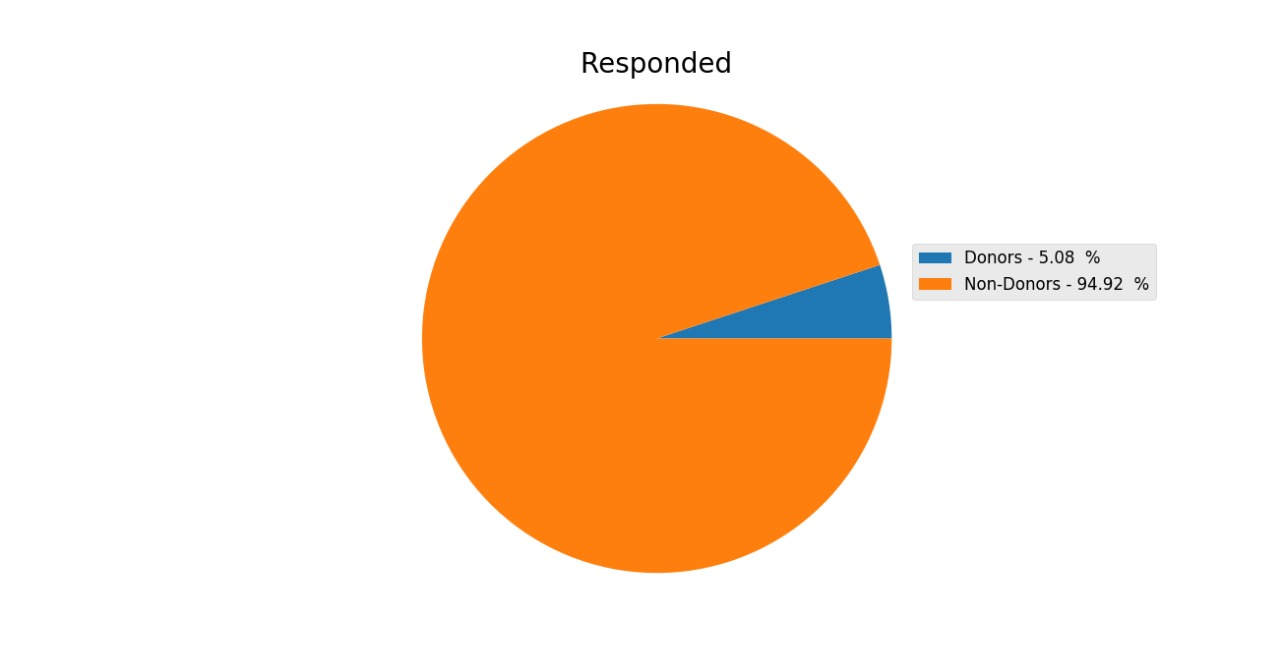 Responded
Donors - 5.08  %
Non-Donors - 94.92  %